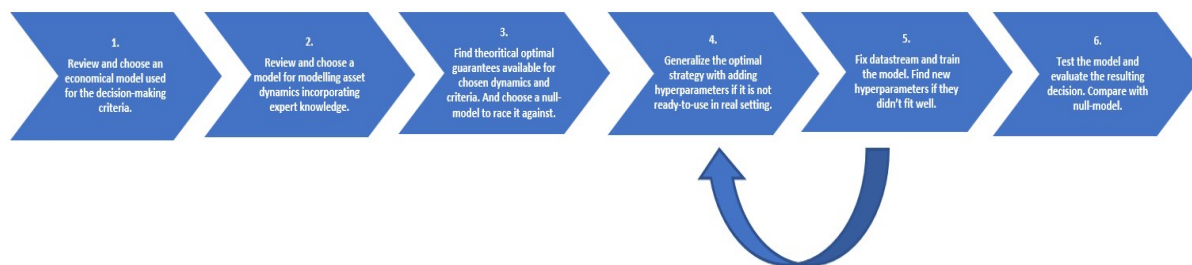 1.
Review and choose an
economical model used
for the decision-making
criteria.
2.
Review and choose a
model for modelling asset
dynamics incorporating
expert knowledge.
3.
Find theoritical optimal
guarantees available for
chosen dynamics and
criteria. And choose a null-
model to race it against.
4.
Generalize the optimal
strategy with adding
hyperparameters if it is not
ready-to-use in real setting.
5.
Fix datastream and train
the model. Find new
hyperparameters if they
didn't fit well.
6.
Test the model and
evaluate the resulting
decision. Compare with
null-model.